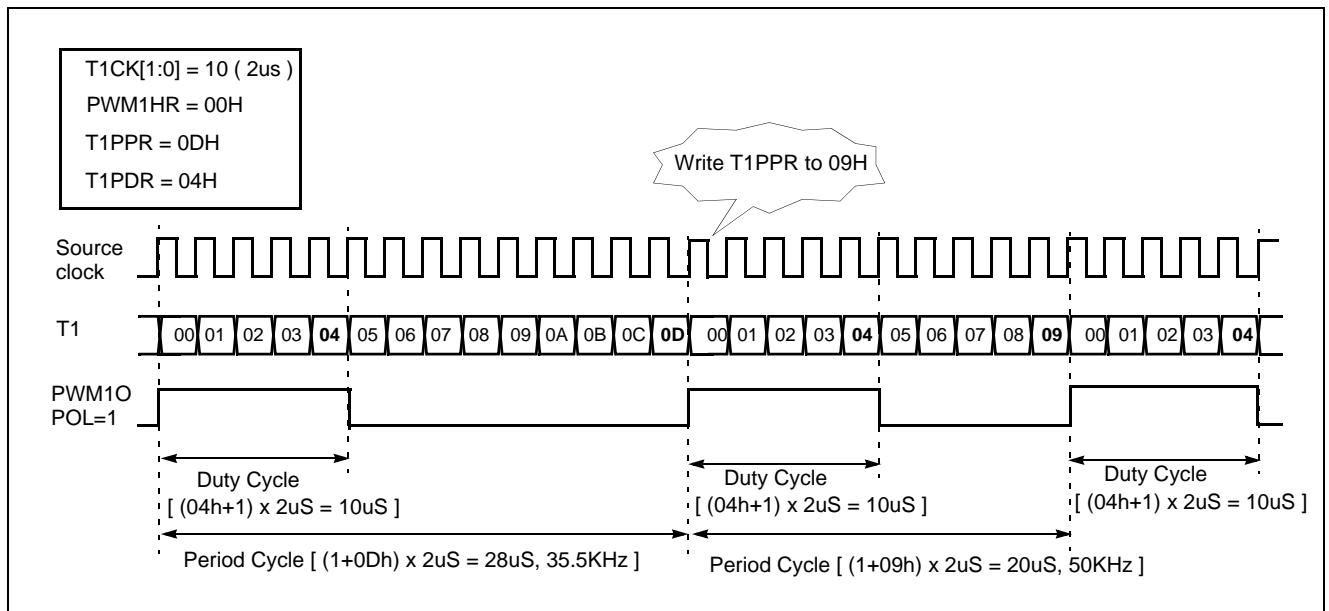 T1CK[1:0] = 10 ( 2us )
PWM1HR = 00H
T1PPR = 0DH
T1PDR = 04H
Write T1PPR to 09H
Source
clock
T1
00 01 02 03 04 05 06 07 08 09 0A 0B 0C 0D 00 01 02 03 04 05 06 07 08 09 00 01 02 03 04
PWM1O
POL=1
Duty Cycle
[ (04h+1) x 2uS = 10uS ]
Duty Cycle
[ (04h+1) x 2uS = 10uS ]
Duty Cycle
[ (04h+1) x 2uS = 10uS ]
Period Cycle [ (1+0Dh) x 2uS = 28uS, 35.5KHz ]
Period Cycle [ (1+09h) x 2uS = 20uS, 50KHz ]